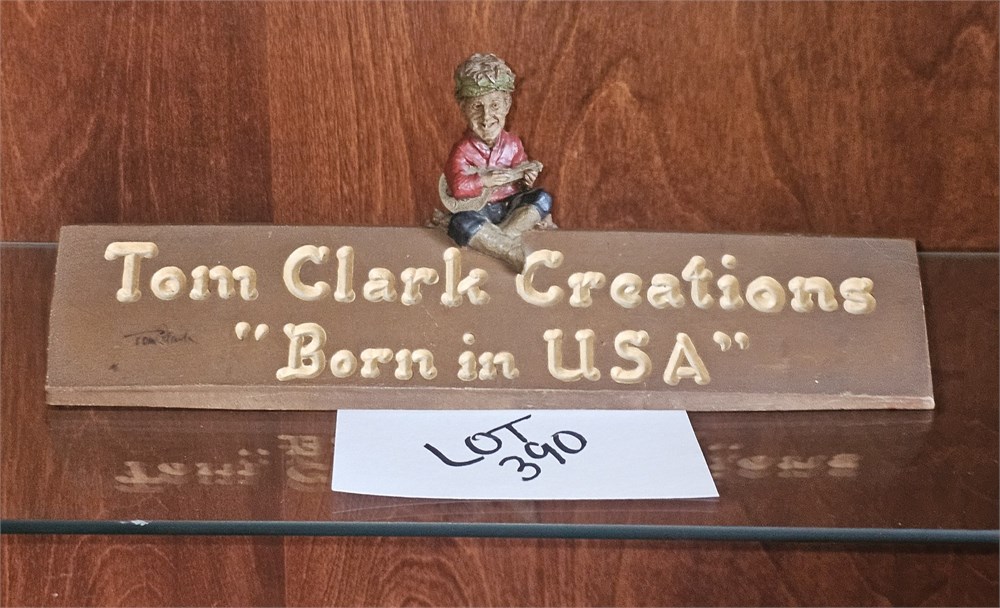 Tom Clark Creations
Tom Clark
"Born in USA"
LOT
390